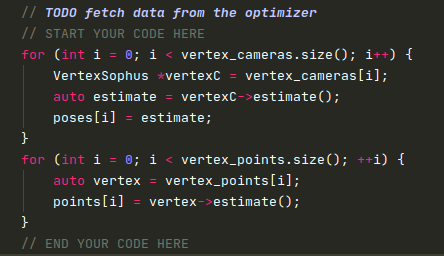 // TODO fetch data from the optimizer
// START YOUR CODE HERE
for (int i = 0; i < vertex_cameras.size(); i++) {
    VertexSophus *vertexC = vertex_cameras[i];
    auto estimate = vertexC->estimate();
    poses[i] = estimate;
}
for (int i = 0; i < vertex_points.size(); ++i) {
    auto vertex = vertex_points[i];
    points[i] = vertex->estimate();
}
// END YOUR CODE HERE